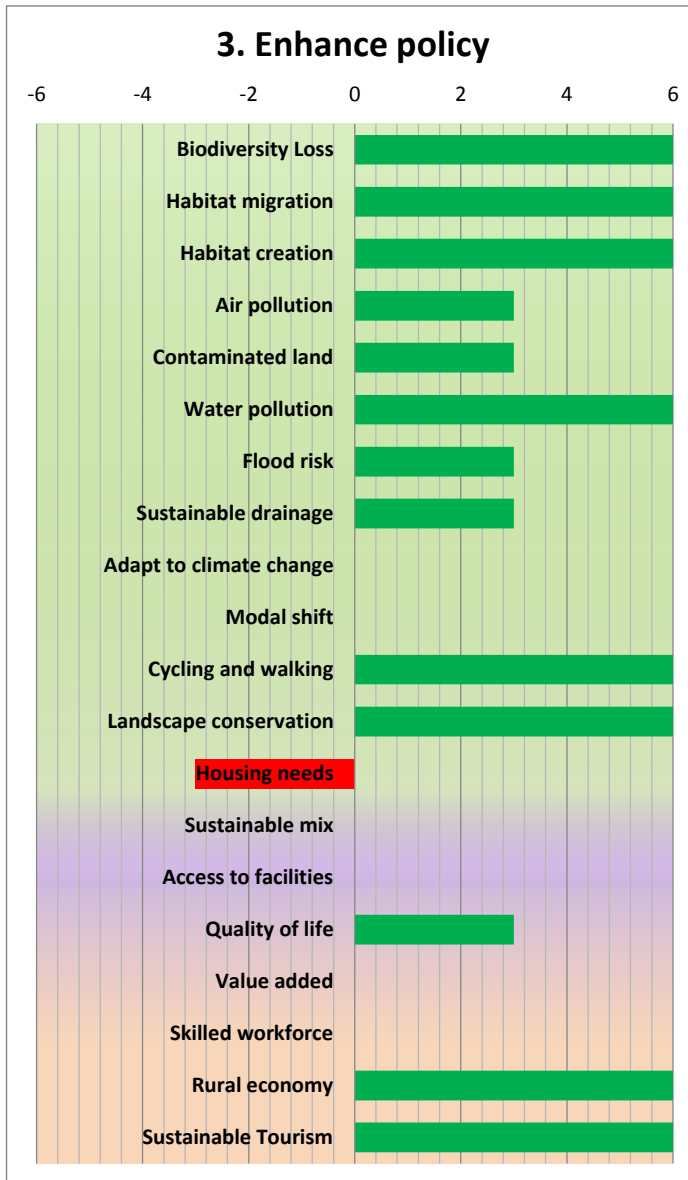 3. Enhance policy
-6 -4 -2 0 2 4 6
Biodiversity Loss
Habitat migration
Habitat creation
Air pollution
Contaminated land
Water pollution
Flood risk
Sustainable drainage
Adapt to climate change
Modal shift
Cycling and walking
Landscape conservation
Housing needs
Sustainable mix
Access to facilities
Quality of life
Value added
Skilled workforce
Rural economy
Sustainable Tourism